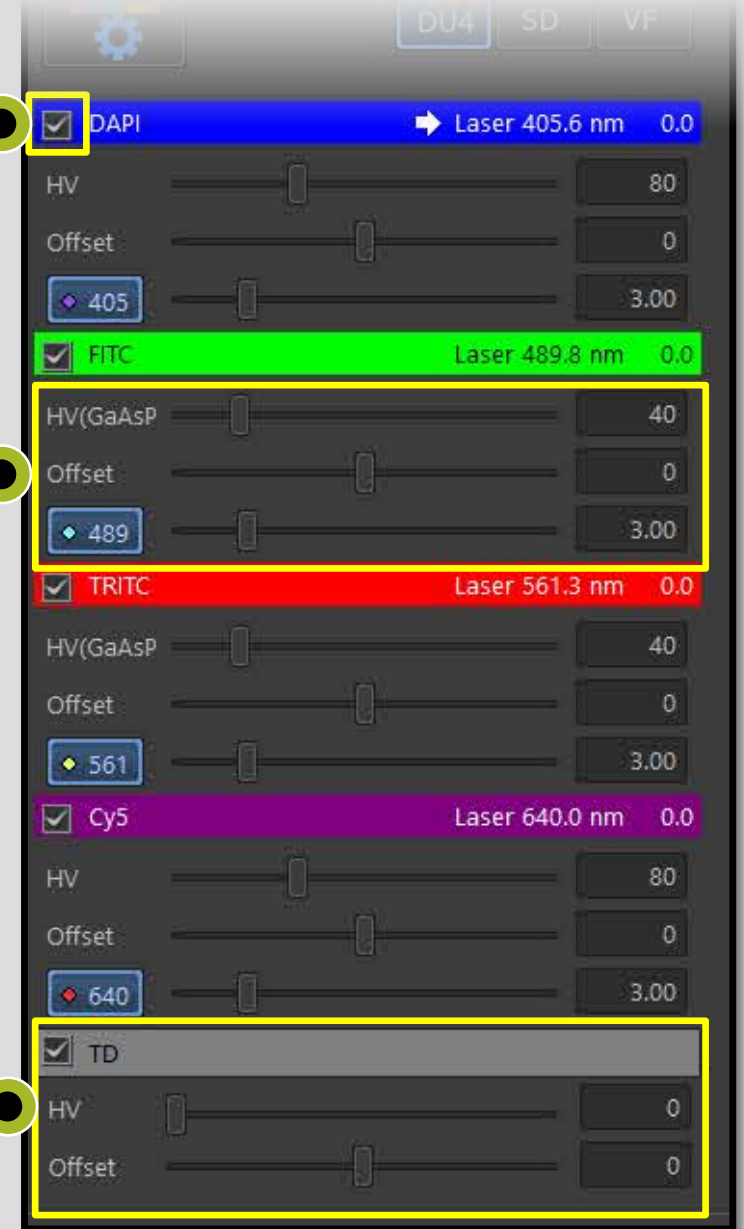 DU4 SD VF
DAPI Laser 405.6 nm 0.0
HV 80
Offset 0
405 3.00
FITC Laser 489.8 nm 0.0
HV(GaAsP 40
Offset 0
489 3.00
TRITC Laser 561.3 nm 0.0
HV(GaAsP 40
Offset 0
561 3.00
Cy5 Laser 640.0 nm 0.0
HV 80
Offset 0
640 3.00
TD
HV 0
Offset 0